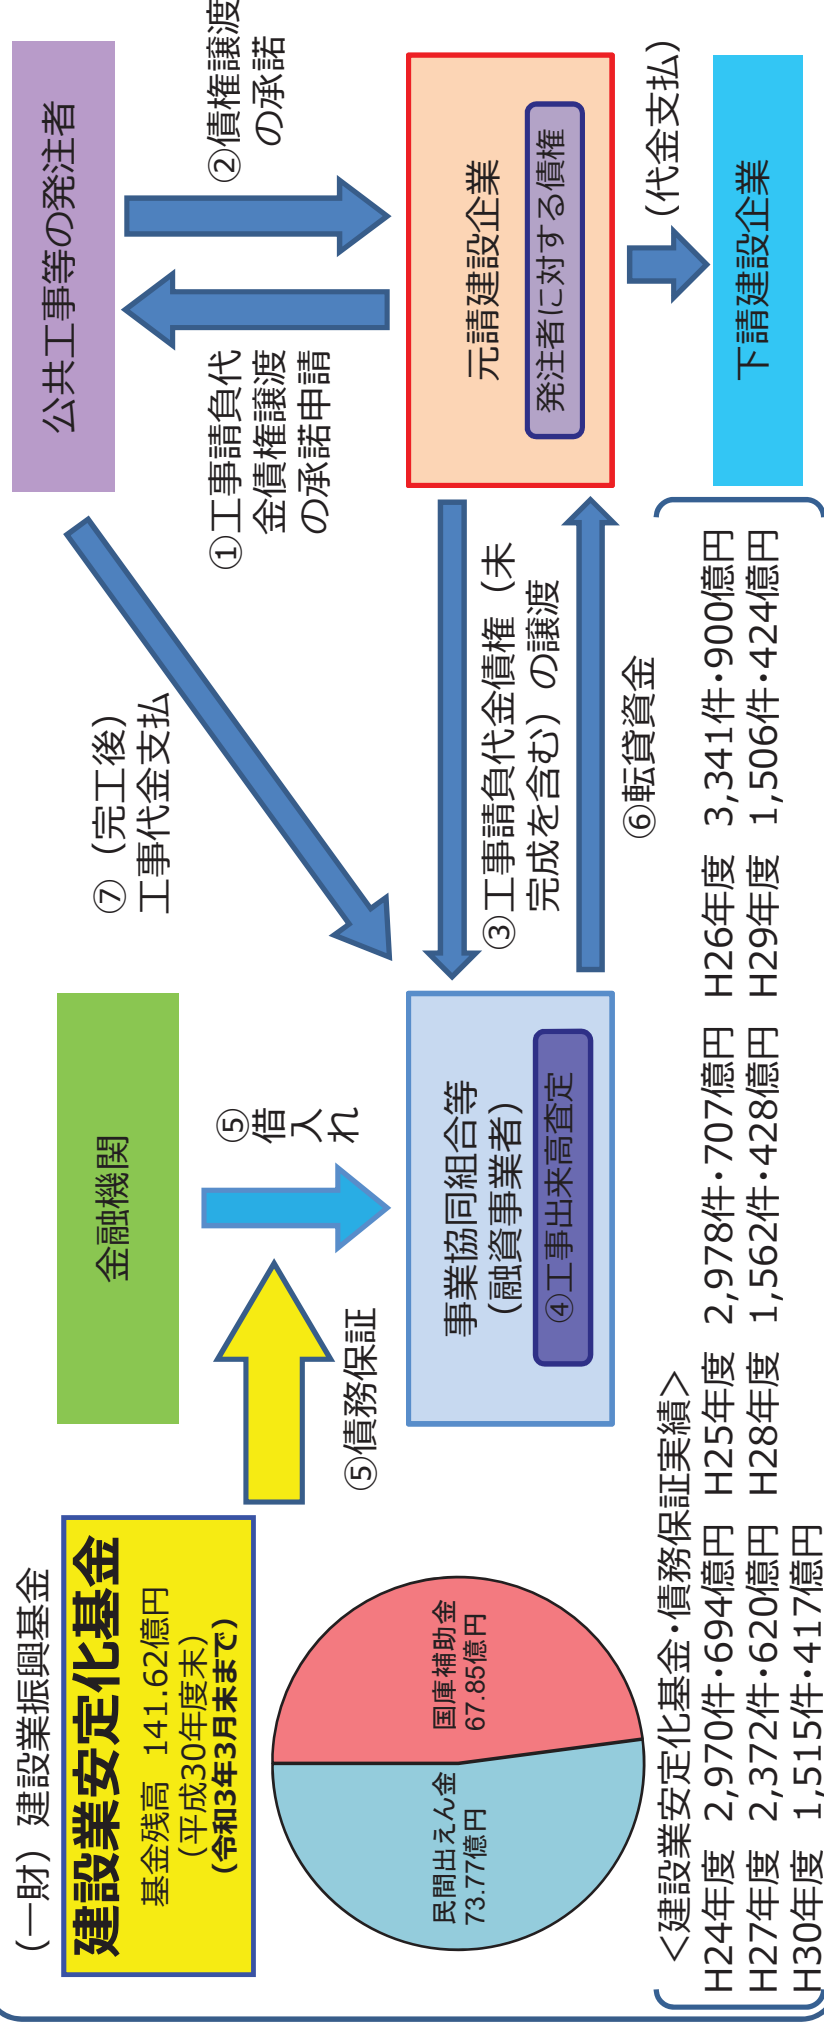 （一財）建設業振興基金
建設業安定化基金
基金残高 141.62億円
（平成30年度末）
（令和3年3月末まで）
民間出えん金
73.77億円
国庫補助金
67.85億円
金融機関
⑤債務保証
⑤
借
入
れ
事業協同組合等
（融資事業者）
④工事出来高査定
⑦（完工後）
工事代金支払
公共工事等の発注者
①工事請負代
金債権譲渡
の承諾申請
②債権譲渡
の承諾
③工事請負代金債権（未
完成を含む）の譲渡
⑥転貸資金
元請建設企業
発注者に対する債権
（代金支払）
下請建設企業
＜建設業安定化基金・債務保証実績＞
H24年度 2,970件・694億円 H25年度 2,978件・707億円 H26年度 3,341件・900億円
H27年度 2,372件・620億円 H28年度 1,562件・428億円 H29年度 1,506件・424億円
H30年度 1,515件・417億円